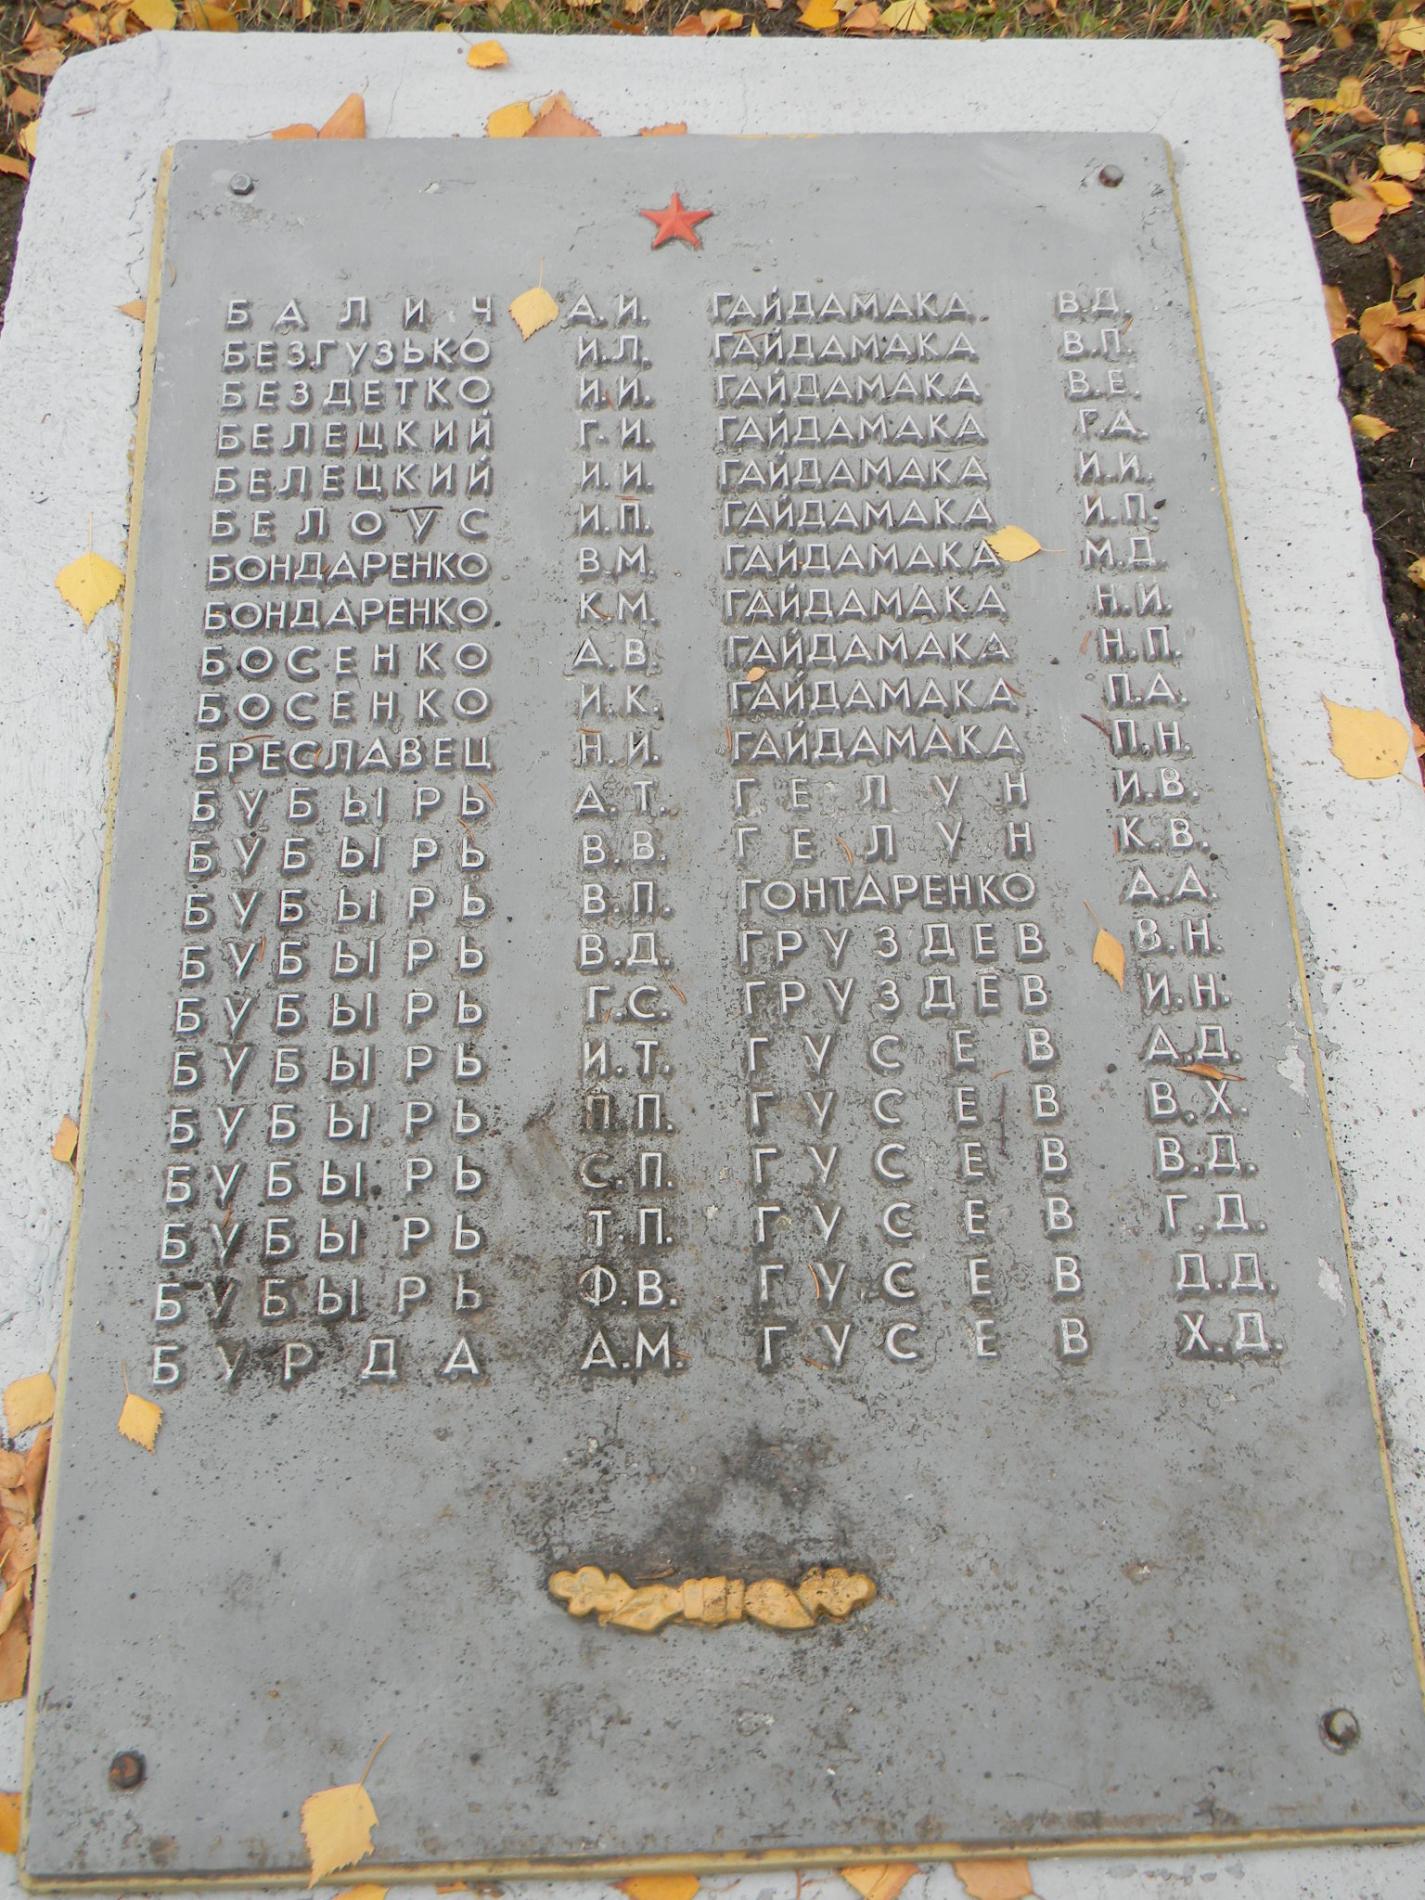 БАЛИЧ А.И.
БЕЗГУЗЬКО И.Л.
БЕЗДЕТКО И.И.
БЕЛЕЦКИЙ Г.И.
БЕЛЕЦКИЙ И.И.
БЕЛОУС И.П.
БОНДАРЕНКО В.М.
БОНДАРЕНКО К.М.
БОСЕНКО А.В.
БОСЕНКО И.К.
БРЕСЛАВЕЦ Н.И.
БУБЫРЬ А.Т.
БУБЫРЬ В.В.
БУБЫРЬ В.П.
БУБЫРЬ В.Д.
БУБЫРЬ Г.С.
БУБЫРЬ И.Т.
БУБЫРЬ П.П.
БУБЫРЬ С.П.
БУБЫРЬ Т.П.
БУБЫРЬ Ф.В.
БУРДА А.М.
ГАЙДАМАКА В.Д.
ГАЙДАМАКА В.П.
ГАЙДАМАКА В.Е.
ГАЙДАМАКА Г.А.
ГАЙДАМАКА И.И.
ГАЙДАМАКА И.П.
ГАЙДАМАКА М.Д.
ГАЙДАМАКА Н.И.
ГАЙДАМАКА Н.П.
ГАЙДАМАКА П.А.
ГАЙДАМАКА П.Н.
ГЕЛУН И.В.
ГЕЛУН К.В.
ГОНТАРЕНКО А.А.
ГРУЗДЕВ В.Н.
ГРУЗДЕВ И.Н.
ГУСЕВ А.Д.
ГУСЕВ В.Х.
ГУСЕВ В.Д.
ГУСЕВ Г.Д.
ГУСЕВ Д.Д.
ГУСЕВ Х.Д.